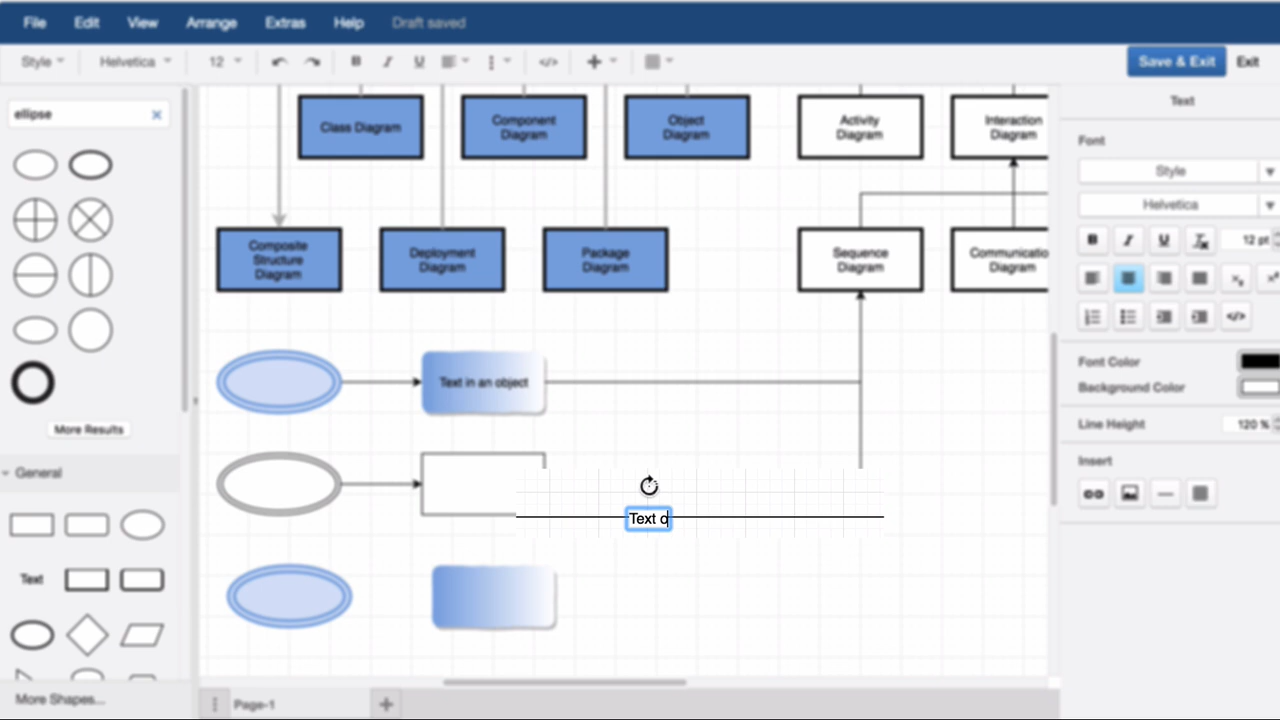 File Edit View Arrange Extras Help Draft saved
Style Helvetica 12 B I U </> Save & Exit Exit
ellipse
More Results
General
Text
More Shapes...
Class Diagram
Component
Diagram
Object
Diagram
Activity
Diagram
Interaction
Diagram
Composite
Structure
Diagram
Deployment
Diagram
Package
Diagram
Sequence
Diagram
Communicatio
Diagram
Text in an object
Text o
Page-1
Text
Font
Style
Helvetica
B I U T 12 pt
</>
Font Color
Background Color
Line Height 120 %
Insert